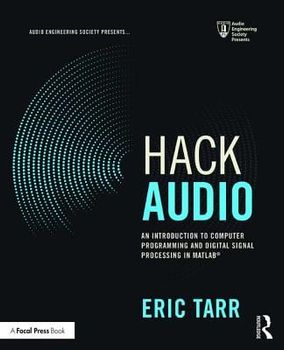 AUDIO ENGINEERING SOCIETY PRESENTS...
Audio
Engineering
Society
Presents
HACK
AUDIO
AN INTRODUCTION TO COMPUTER
PROGRAMMING AND DIGITAL SIGNAL
PROCESSING IN MATLAB®
ERIC TARR
A Focal Press Book
ROUTLEDGE